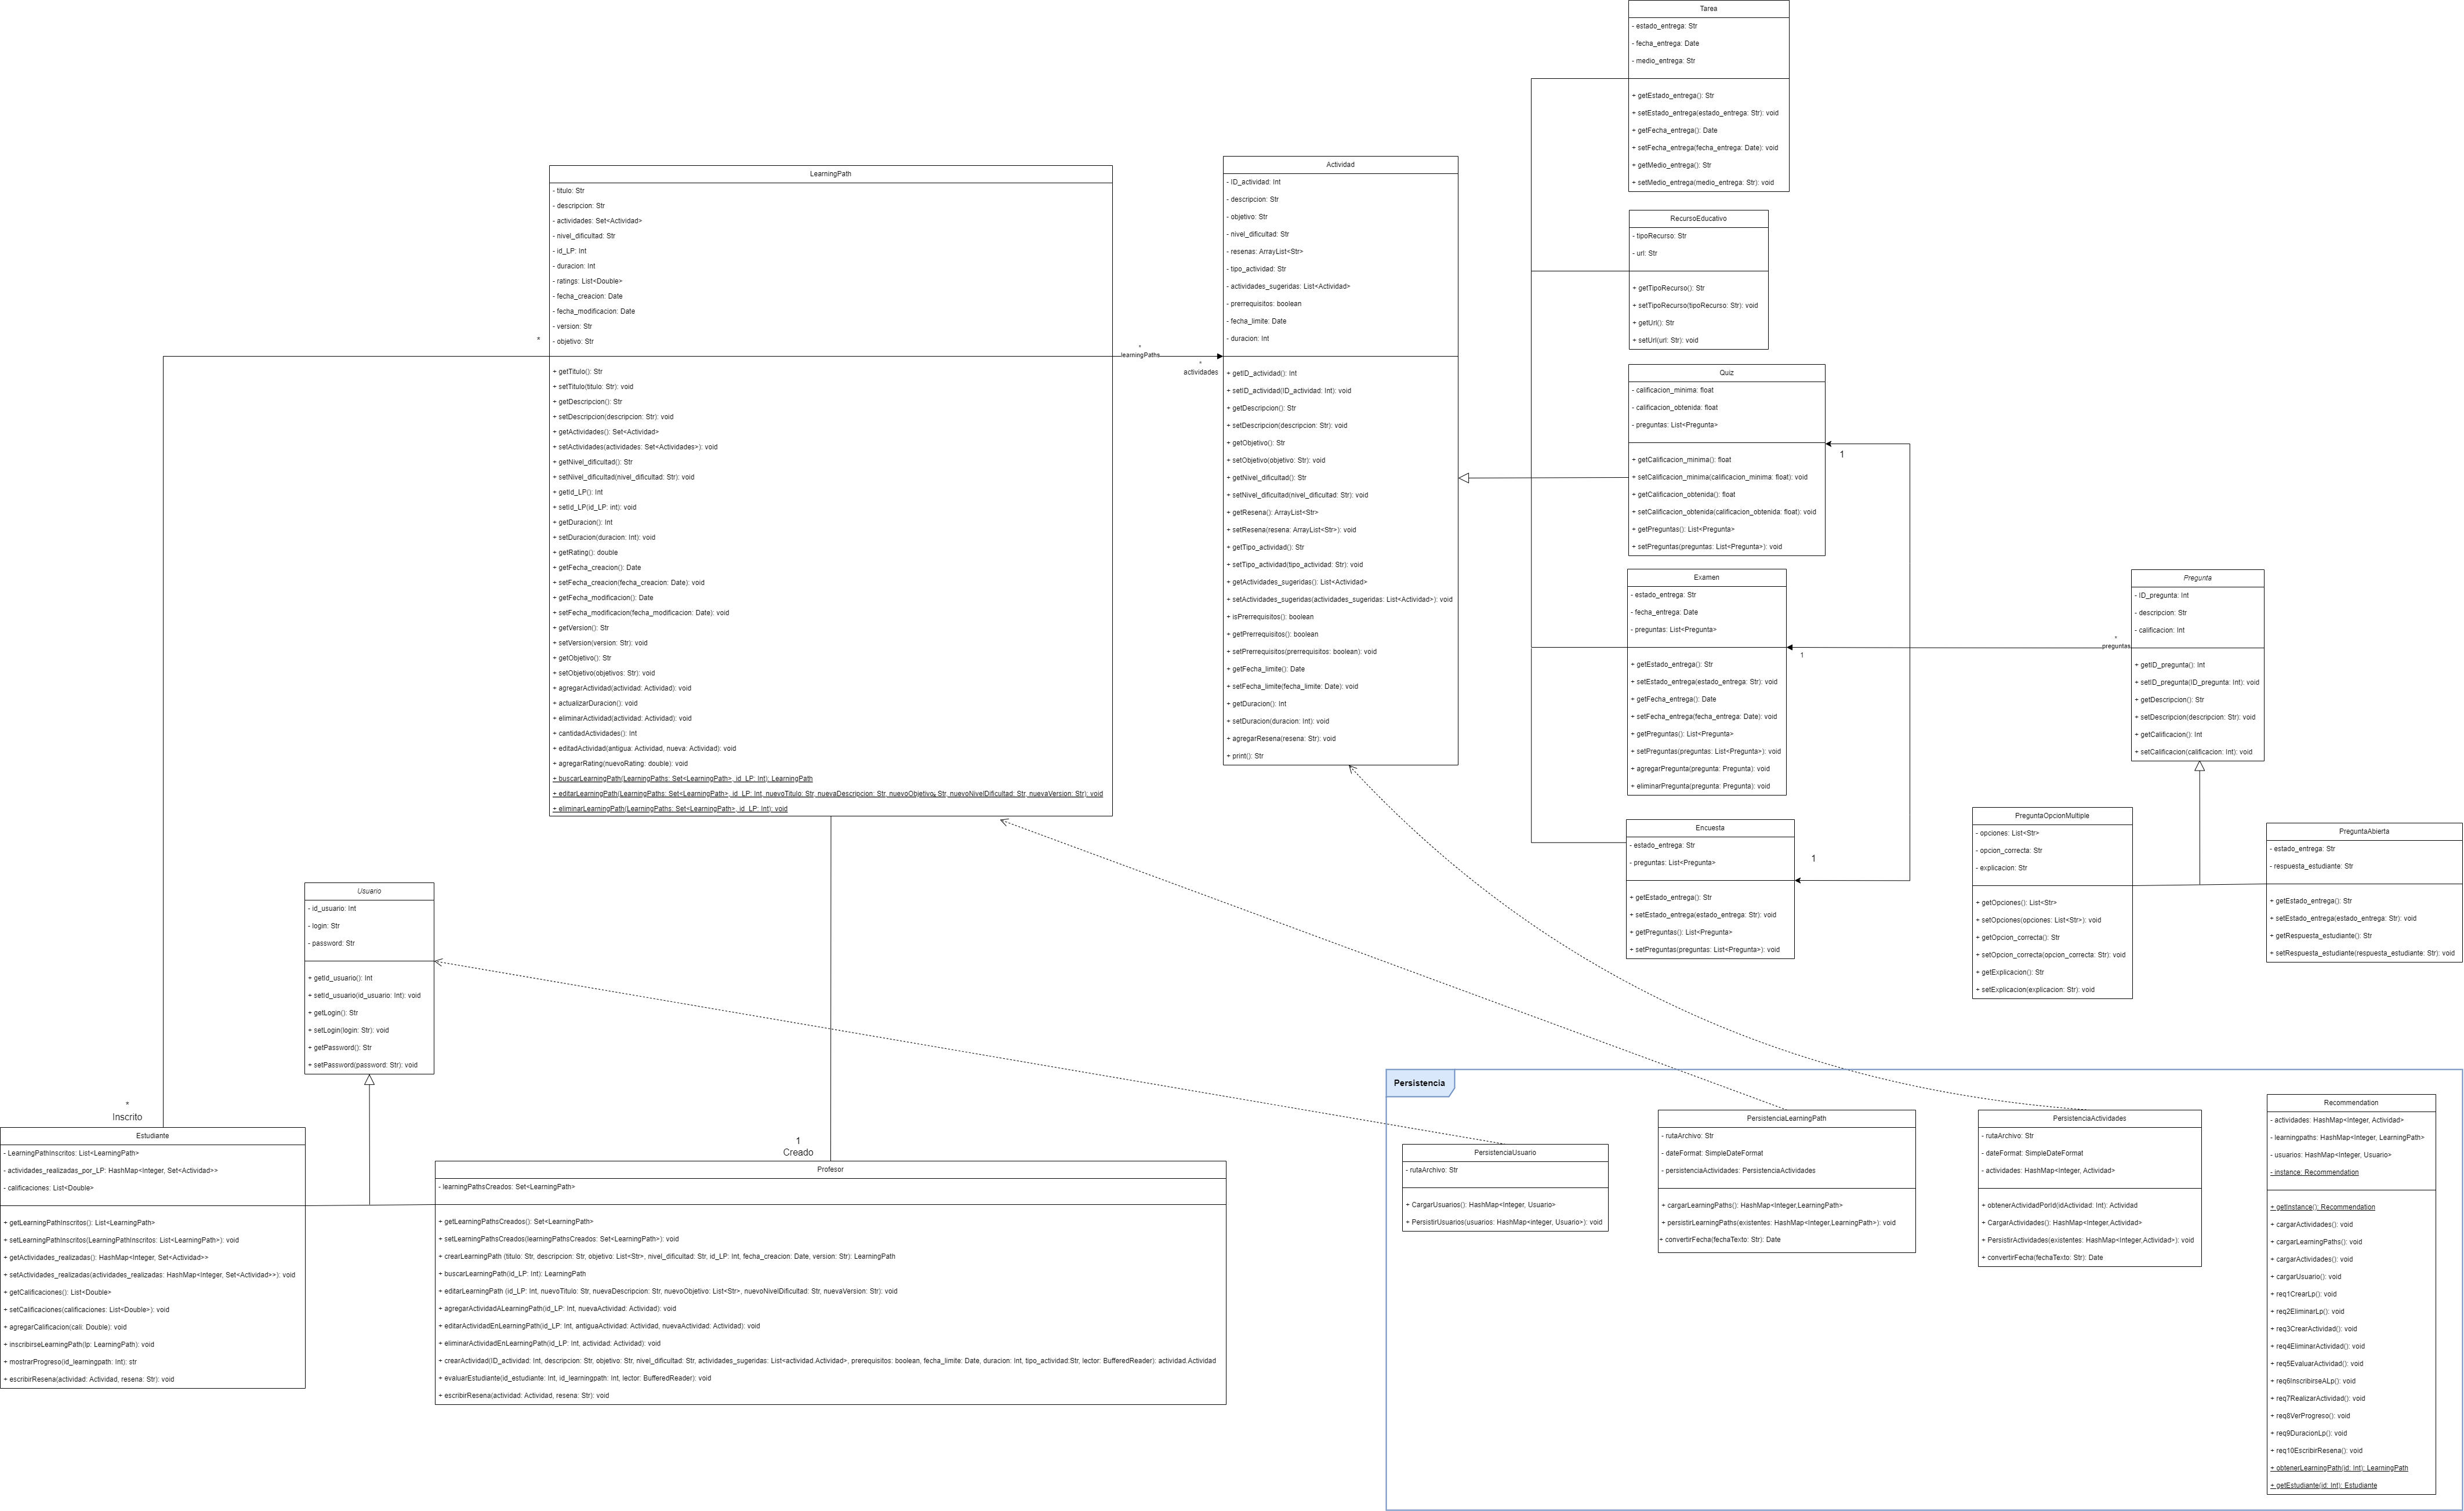 Tarea
- estado_entrega: Str
- fecha_entrega: Date
- medio_entrega: Str
+ getEstado_entrega(): Str
+ setEstado_entrega(estado_entrega: Str): void
+ getFecha_entrega(): Date
+ setFecha_entrega(fecha_entrega: Date): void
+ getMedio_entrega(): Str
+ setMedio_entrega(medio_entrega: Str): void
LearningPath
- titulo: Str
- descripcion: Str
- actividades: Set<Actividad>
- nivel_dificultad: Str
- id_LP: Int
- duracion: Int
- ratings: List<Double>
- fecha_creacion: Date
- fecha_modificacion: Date
- version: Str
- objetivo: Str
+ getTitulo(): Str
+ setTitulo(titulo: Str): void
+ getDescripcion(): Str
+ setDescripcion(descripcion: Str): void
+ getActividades(): Set<Actividad>
+ setActividades(actividades: Set<Actividades>): void
+ getNivel_dificultad(): Str
+ setNivel_dificultad(nivel_dificultad: Str): void
+ getId_LP(): Int
+ setId_LP(id_LP: int): void
+ getDuracion(): Int
+ setDuracion(duracion: Int): void
+ getRating(): double
+ getFecha_creacion(): Date
+ setFecha_creacion(fecha_creacion: Date): void
+ getFecha_modificacion(): Date
+ setFecha_modificacion(fecha_modificacion: Date): void
+ getVersion(): Str
+ setVersion(version: Str): void
+ getObjetivo(): Str
+ setObjetivo(objetivos: Str): void
+ agregarActividad(actividad: Actividad): void
+ actualizarDuracion(): void
+ eliminarActividad(actividad: Actividad): void
+ cantidadActividades(): Int
+ editadActividad(antigua: Actividad, nueva: Actividad): void
+ agregarRating(nuevoRating: double): void
+ buscarLearningPath(LearningPaths: Set<LearningPath>, id_LP: Int): LearningPath
+ editarLearningPath(LearningPaths: Set<LearningPath>, id_LP: Int, nuevoTitulo: Str, nuevaDescripcion: Str, nuevoObjetivo: Str, nuevoNivelDificultad: Str, nuevaVersion: Str): void
+ eliminarLearningPath(LearningPaths: Set<LearningPath>, id_LP: Int): void
*
*
learningPaths
*
actividades
Actividad
- ID_actividad: Int
- descripcion: Str
- objetivo: Str
- nivel_dificultad: Str
- resenas: ArrayList<Str>
- tipo_actividad: Str
- actividades_sugeridas: List<Actividad>
- prerrequisitos: boolean
- fecha_limite: Date
- duracion: Int
+ getID_actividad(): Int
+ setID_actividad(ID_actividad: Int): void
+ getDescripcion(): Str
+ setDescripcion(descripcion: Str): void
+ getObjetivo(): Str
+ setObjetivo(objetivo: Str): void
+ getNivel_dificultad(): Str
+ setNivel_dificultad(nivel_dificultad: Str): void
+ getResena(): ArrayList<Str>
+ setResena(resena: ArrayList<Str>): void
+ getTipo_actividad(): Str
+ setTipo_actividad(tipo_actividad: Str): void
+ getActividades_sugeridas(): List<Actividad>
+ setActividades_sugeridas(actividades_sugeridas: List<Actividad>): void
+ isPrerrequisitos(): boolean
+ getPrerrequisitos(): boolean
+ setPrerrequisitos(prerrequisitos: boolean): void
+ getFecha_limite(): Date
+ setFecha_limite(fecha_limite: Date): void
+ getDuracion(): Int
+ setDuracion(duracion: Int): void
+ agregarResena(resena: Str): void
+ print(): Str
RecursoEducativo
- tipoRecurso: Str
- url: Str
+ getTipoRecurso(): Str
+ setTipoRecurso(tipoRecurso: Str): void
+ getUrl(): Str
+ setUrl(url: Str): void
Quiz
- calificacion_minima: float
- calificacion_obtenida: float
- preguntas: List<Pregunta>
+ getCalificacion_minima(): float
+ setCalificacion_minima(calificacion_minima: float): void
+ getCalificacion_obtenida(): float
+ setCalificacion_obtenida(calificacion_obtenida: float): void
+ getPreguntas(): List<Pregunta>
+ setPreguntas(preguntas: List<Pregunta>): void
1
Examen
- estado_entrega: Str
- fecha_entrega: Date
- preguntas: List<Pregunta>
+ getEstado_entrega(): Str
+ setEstado_entrega(estado_entrega: Str): void
+ getFecha_entrega(): Date
+ setFecha_entrega(fecha_entrega: Date): void
+ getPreguntas(): List<Pregunta>
+ setPreguntas(preguntas: List<Pregunta>): void
+ agregarPregunta(pregunta: Pregunta): void
+ eliminarPregunta(pregunta: Pregunta): void
1
*
preguntas
Pregunta
- ID_pregunta: Int
- descripcion: Str
- calificacion: Int
+ getID_pregunta(): Int
+ setID_pregunta(ID_pregunta: Int): void
+ getDescripcion(): Str
+ setDescripcion(descripcion: Str): void
+ getCalificacion(): Int
+ setCalificacion(calificacion: Int): void
Encuesta
- estado_entrega: Str
- preguntas: List<Pregunta>
+ getEstado_entrega(): Str
+ setEstado_entrega(estado_entrega: Str): void
+ getPreguntas(): List<Pregunta>
+ setPreguntas(preguntas: List<Pregunta>): void
1
PreguntaOpcionMultiple
- opciones: List<Str>
- opcion_correcta: Str
- explicacion: Str
+ getOpciones(): List<Str>
+ setOpciones(opciones: List<Str>): void
+ getOpcion_correcta(): Str
+ setOpcion_correcta(opcion_correcta: Str): void
+ getExplicacion(): Str
+ setExplicacion(explicacion: Str): void
PreguntaAbierta
- estado_entrega: Str
- respuesta_estudiante: Str
+ getEstado_entrega(): Str
+ setEstado_entrega(estado_entrega: Str): void
+ getRespuesta_estudiante(): Str
+ setRespuesta_estudiante(respuesta_estudiante: Str): void
Usuario
- id_usuario: Int
- login: Str
- password: Str
+ getId_usuario(): Int
+ setId_usuario(id_usuario: Int): void
+ getLogin(): Str
+ setLogin(login: Str): void
+ getPassword(): Str
+ setPassword(password: Str): void
*
Inscrito
Estudiante
- LearningPathInscritos: List<LearningPath>
- actividades_realizadas_por_LP: HashMap<Integer, Set<Actividad>>
- calificaciones: List<Double>
+ getLearningPathInscritos(): List<LearningPath>
+ setLearningPathInscritos(LearningPathInscritos: List<LearningPath>): void
+ getActividades_realizadas(): HashMap<Integer, Set<Actividad>>
+ setActividades_realizadas(actividades_realizadas: HashMap<Integer, Set<Actividad>>): void
+ getCalificaciones(): List<Double>
+ setCalificaciones(calificaciones: List<Double>): void
+ agregarCalificacion(cali: Double): void
+ inscribirseLearningPath(lp: LearningPath): void
+ mostrarProgreso(id_learningpath: Int): str
+ escribirResena(actividad: Actividad, resena: Str): void
1
Creado
Profesor
- learningPathsCreados: Set<LearningPath>
+ getLearningPathsCreados(): Set<LearningPath>
+ setLearningPathsCreados(learningPathsCreados: Set<LearningPath>): void
+ crearLearningPath (titulo: Str, descripcion: Str, objetivo: List<Str>, nivel_dificultad: Str, id_LP: Int, fecha_creacion: Date, version: Str): LearningPath
+ buscarLearningPath(id_LP: Int): LearningPath
+ editarLearningPath (id_LP: Int, nuevoTitulo: Str, nuevaDescripcion: Str, nuevoObjetivo: List<Str>, nuevoNivelDificultad: Str, nuevaVersion: Str): void
+ agregarActividadALearningPath(id_LP: Int, nuevaActividad: Actividad): void
+ editarActividadEnLearningPath(id_LP: Int, antiguaActividad: Actividad, nuevaActividad: Actividad): void
+ eliminarActividadEnLearningPath(id_LP: Int, actividad: Actividad): void
+ crearActividad(ID_actividad: Int, descripcion: Str, objetivo: Str, nivel_dificultad: Str, actividades_sugeridas: List<actividad.Actividad>, prerequisitos: boolean, fecha_limite: Date, duracion: Int, tipo_actividad:Str, lector: BufferedReader): actividad.Actividad
+ evaluarEstudiante(id_estudiante: Int, id_learningpath: Int, lector: BufferedReader): void
+ escribirResena(actividad: Actividad, resena: Str): void
Persistencia
PersistenciaUsuario
- rutaArchivo: Str
+ CargarUsuarios(): HashMap<Integer, Usuario>
+ PersistirUsuarios(usuarios: HashMap<integer, Usuario>): void
PersistenciaLearningPath
- rutaArchivo: Str
- dateFormat: SimpleDateFormat
- persistenciaActividades: PersistenciaActividades
+ cargarLearningPaths(): HashMap<Integer,LearningPath>
+ persistirLearningPaths(existentes: HashMap<Integer,LearningPath>): void
+ convertirFecha(fechaTexto: Str): Date
PersistenciaActividades
- rutaArchivo: Str
- dateFormat: SimpleDateFormat
- actividades: HashMap<Integer, Actividad>
+ obtenerActividadPorId(idActividad: Int): Actividad
+ CargarActividades(): HashMap<Integer,Actividad>
+ PersistirActividades(existentes: HashMap<Integer,Actividad>): void
+ convertirFecha(fechaTexto: Str): Date
Recommendation
- actividades: HashMap<Integer, Actividad>
- learningpaths: HashMap<Integer, LearningPath>
- usuarios: HashMap<Integer, Usuario>
- instance: Recommendation
+ getInstance(): Recommendation
+ cargarActividades(): void
+ cargarLearningPaths(): void
+ cargarActividades(): void
+ cargarUsuario(): void
+ req1CrearLp(): void
+ req2EliminarLp(): void
+ req3CrearActividad(): void
+ req4EliminarActividad(): void
+ req5EvaluarActividad(): void
+ req6InscribirseALp(): void
+ req7RealizarActividad(): void
+ req8VerProgreso(): void
+ req9DuracionLp(): void
+ req10EscribirResena(): void
+ obtenerLearningPath(id: Int): LearningPath
+ getEstudiante(id: Int): Estudiante